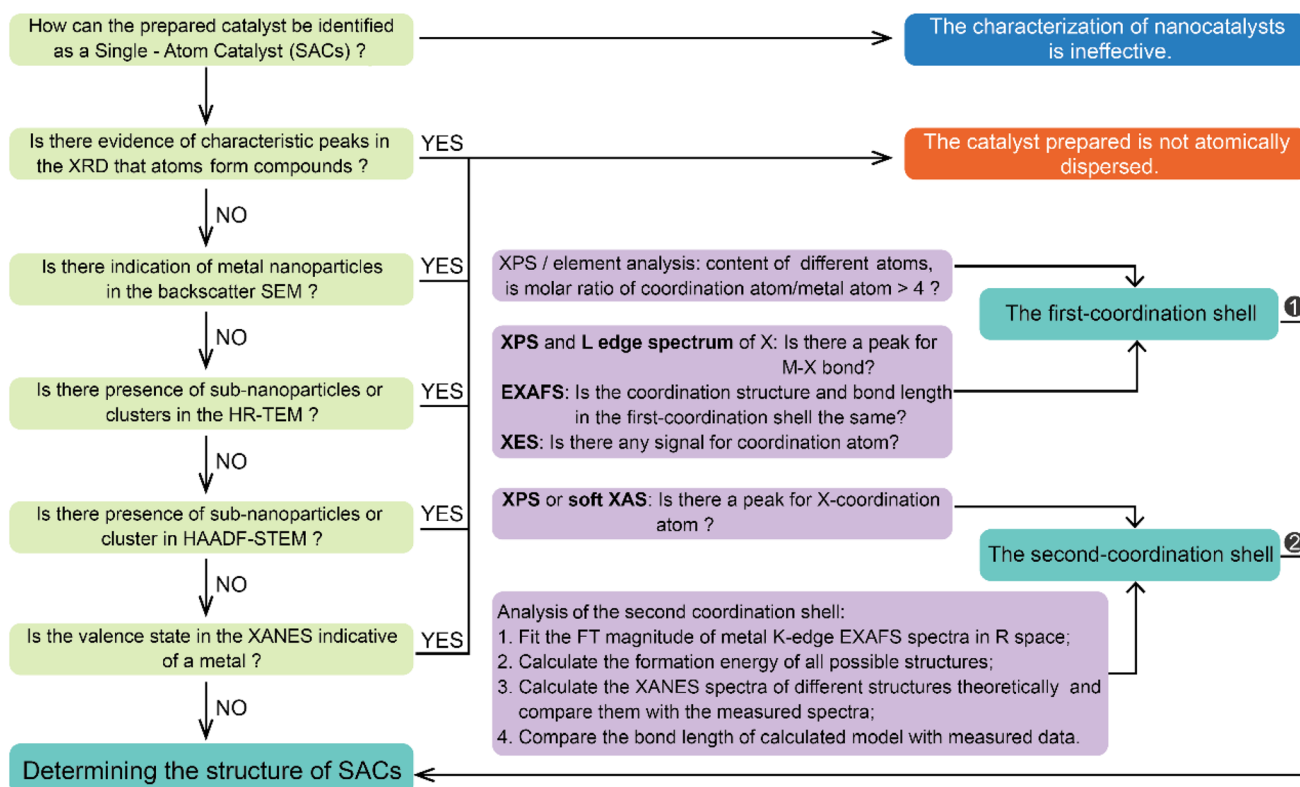 How can the prepared catalyst be identified
as a Single - Atom Catalyst (SACs) ?
The characterization of nanocatalysts
is ineffective.
Is there evidence of characteristic peaks in
the XRD that atoms form compounds ?
YES
The catalyst prepared is not atomically
dispersed.
NO
Is there indication of metal nanoparticles
in the backscatter SEM ?
YES
NO
Is there presence of sub-nanoparticles or
clusters in the HR-TEM ?
YES
NO
Is there presence of sub-nanoparticles or
cluster in HAADF-STEM ?
YES
NO
Is the valence state in the XANES indicative
of a metal ?
YES
NO
Determining the structure of SACs
XPS / element analysis: content of different atoms,
is molar ratio of coordination atom/metal atom > 4 ?
XPS and L edge spectrum of X: Is there a peak for
M-X bond?
EXAFS: Is the coordination structure and bond length
in the first-coordination shell the same?
XES: Is there any signal for coordination atom?
The first-coordination shell
1
XPS or soft XAS: Is there a peak for X-coordination
atom ?
The second-coordination shell
2
Analysis of the second coordination shell:
1. Fit the FT magnitude of metal K-edge EXAFS spectra in R space;
2. Calculate the formation energy of all possible structures;
3. Calculate the XANES spectra of different structures theoretically and
compare them with the measured spectra;
4. Compare the bond length of calculated model with measured data.